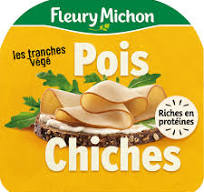 Fleury Michon
les tranches
végé
Pois
Chiches
Riches en
protéines